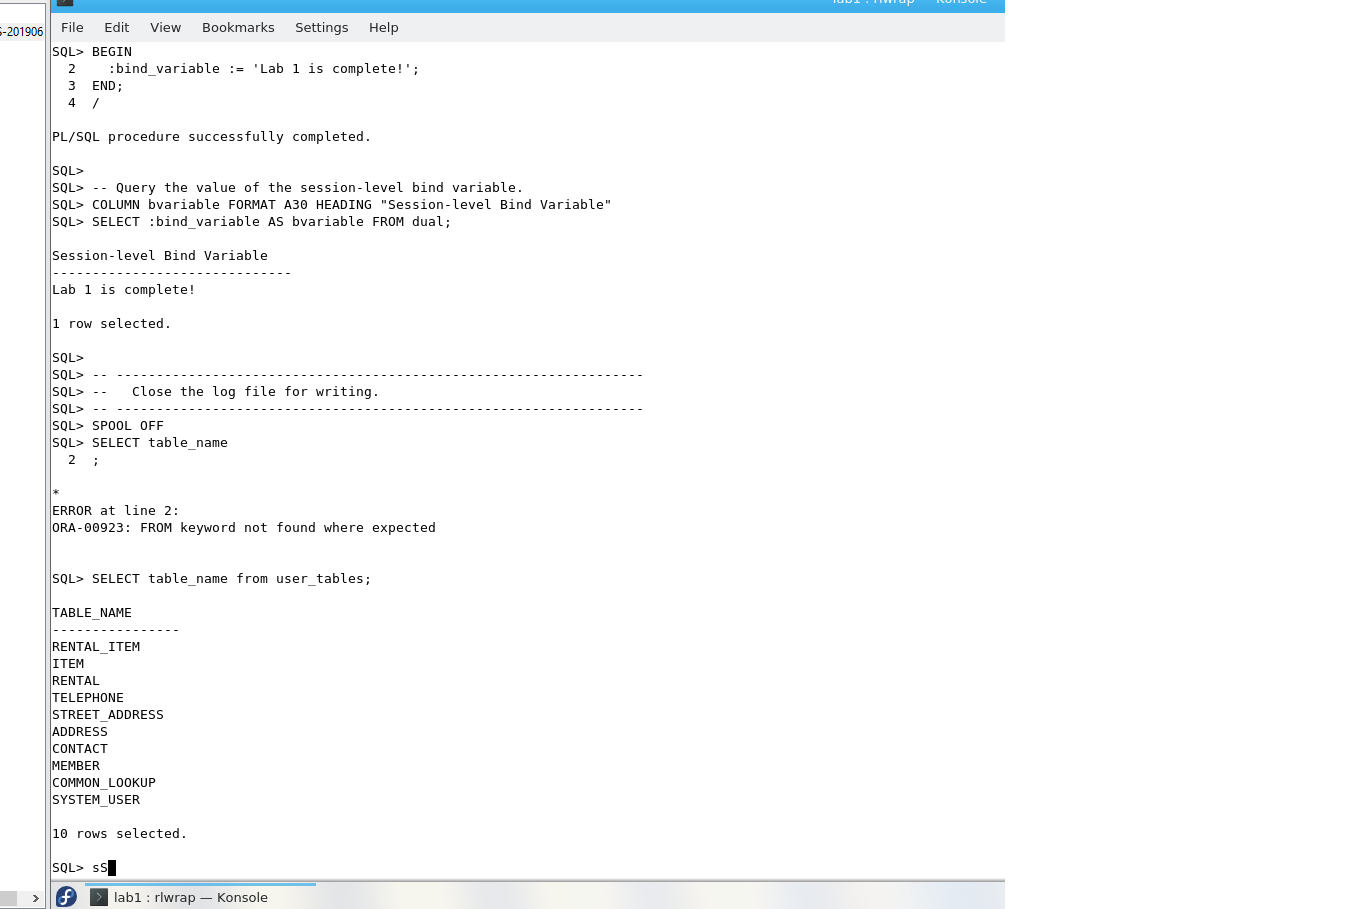 lab1 : rlwrap — Konsole
S-201906
File Edit View Bookmarks Settings Help
SQL> BEGIN
  2    :bind_variable := 'Lab 1 is complete!';
  3  END;
  4  /
PL/SQL procedure successfully completed.
SQL>
SQL> -- Query the value of the session-level bind variable.
SQL> COLUMN bvariable FORMAT A30 HEADING "Session-level Bind Variable"
SQL> SELECT :bind_variable AS bvariable FROM dual;
Session-level Bind Variable
------------------------------
Lab 1 is complete!
1 row selected.
SQL>
SQL> -- ------------------------------------------------------------------
SQL> --   Close the log file for writing.
SQL> -- ------------------------------------------------------------------
SQL> SPOOL OFF
SQL> SELECT table_name
  2  ;
*
ERROR at line 2:
ORA-00923: FROM keyword not found where expected
SQL> SELECT table_name from user_tables;
TABLE_NAME
----------------
RENTAL_ITEM
ITEM
RENTAL
TELEPHONE
STREET_ADDRESS
ADDRESS
CONTACT
MEMBER
COMMON_LOOKUP
SYSTEM_USER
10 rows selected.
SQL> sS
lab1 : rlwrap — Konsole